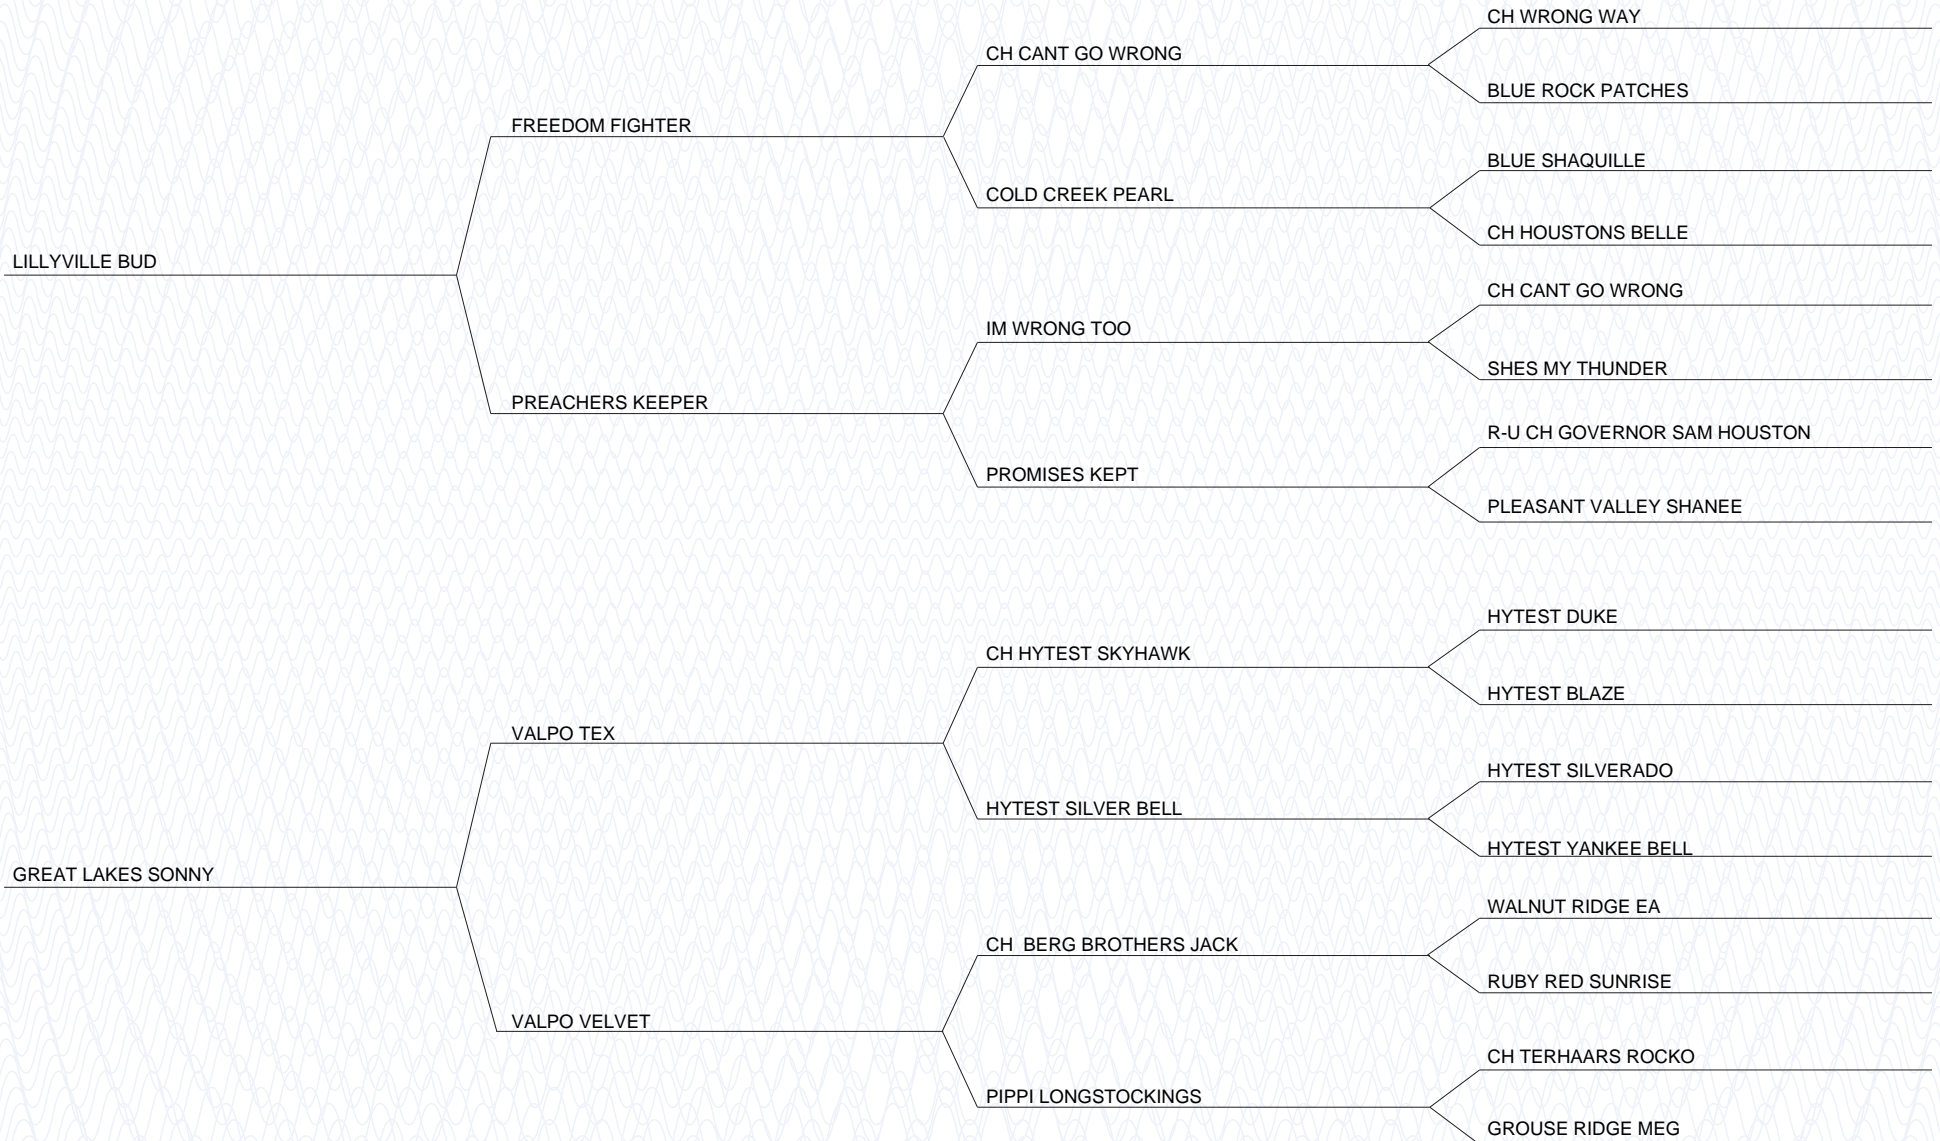 CH WRONG WAY
CH CANT GO WRONG
BLUE ROCK PATCHES
FREEDOM FIGHTER
BLUE SHAQUILLE
COLD CREEK PEARL
CH HOUSTONS BELLE
LILLYVILLE BUD
CH CANT GO WRONG
IM WRONG TOO
SHES MY THUNDER
PREACHERS KEEPER
R-U CH GOVERNOR SAM HOUSTON
PROMISES KEPT
PLEASANT VALLEY SHANEE
HYTEST DUKE
CH HYTEST SKYHAWK
HYTEST BLAZE
VALPO TEX
HYTEST SILVERADO
HYTEST SILVER BELL
HYTEST YANKEE BELL
GREAT LAKES SONNY
WALNUT RIDGE EA
CH  BERG BROTHERS JACK
RUBY RED SUNRISE
VALPO VELVET
CH TERHAARS ROCKO
PIPPI LONGSTOCKINGS
GROUSE RIDGE MEG